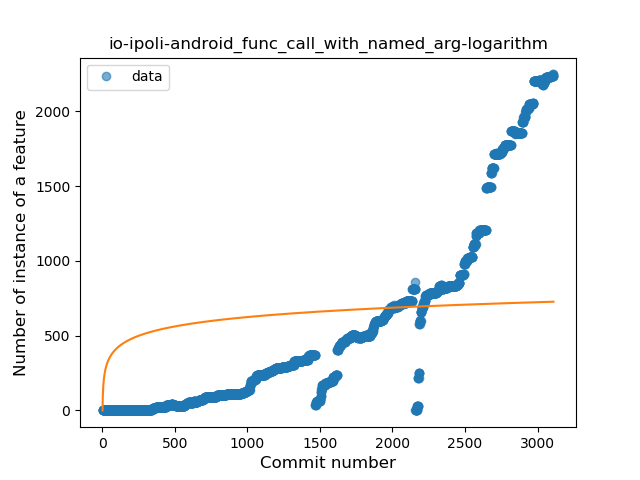 io-ipoli-android_func_call_with_named_arg-logarithm
data
Number of instance of a feature
2000
1500
1000
500
0
0 500 1000 1500 2000 2500 3000
Commit number